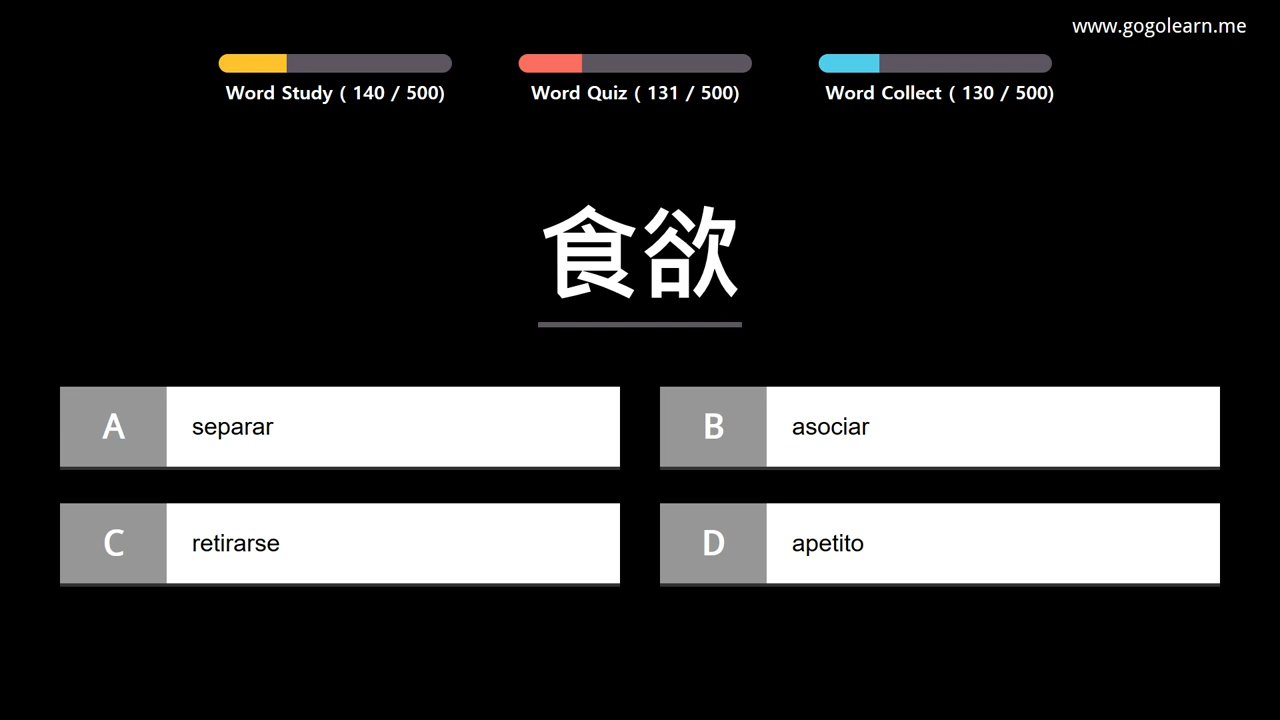 www.gogolearn.me
Word Study ( 140 / 500)
Word Quiz ( 131 / 500)
Word Collect ( 130 / 500)
食欲
A separar
B asociar
C retirarse
D apetito